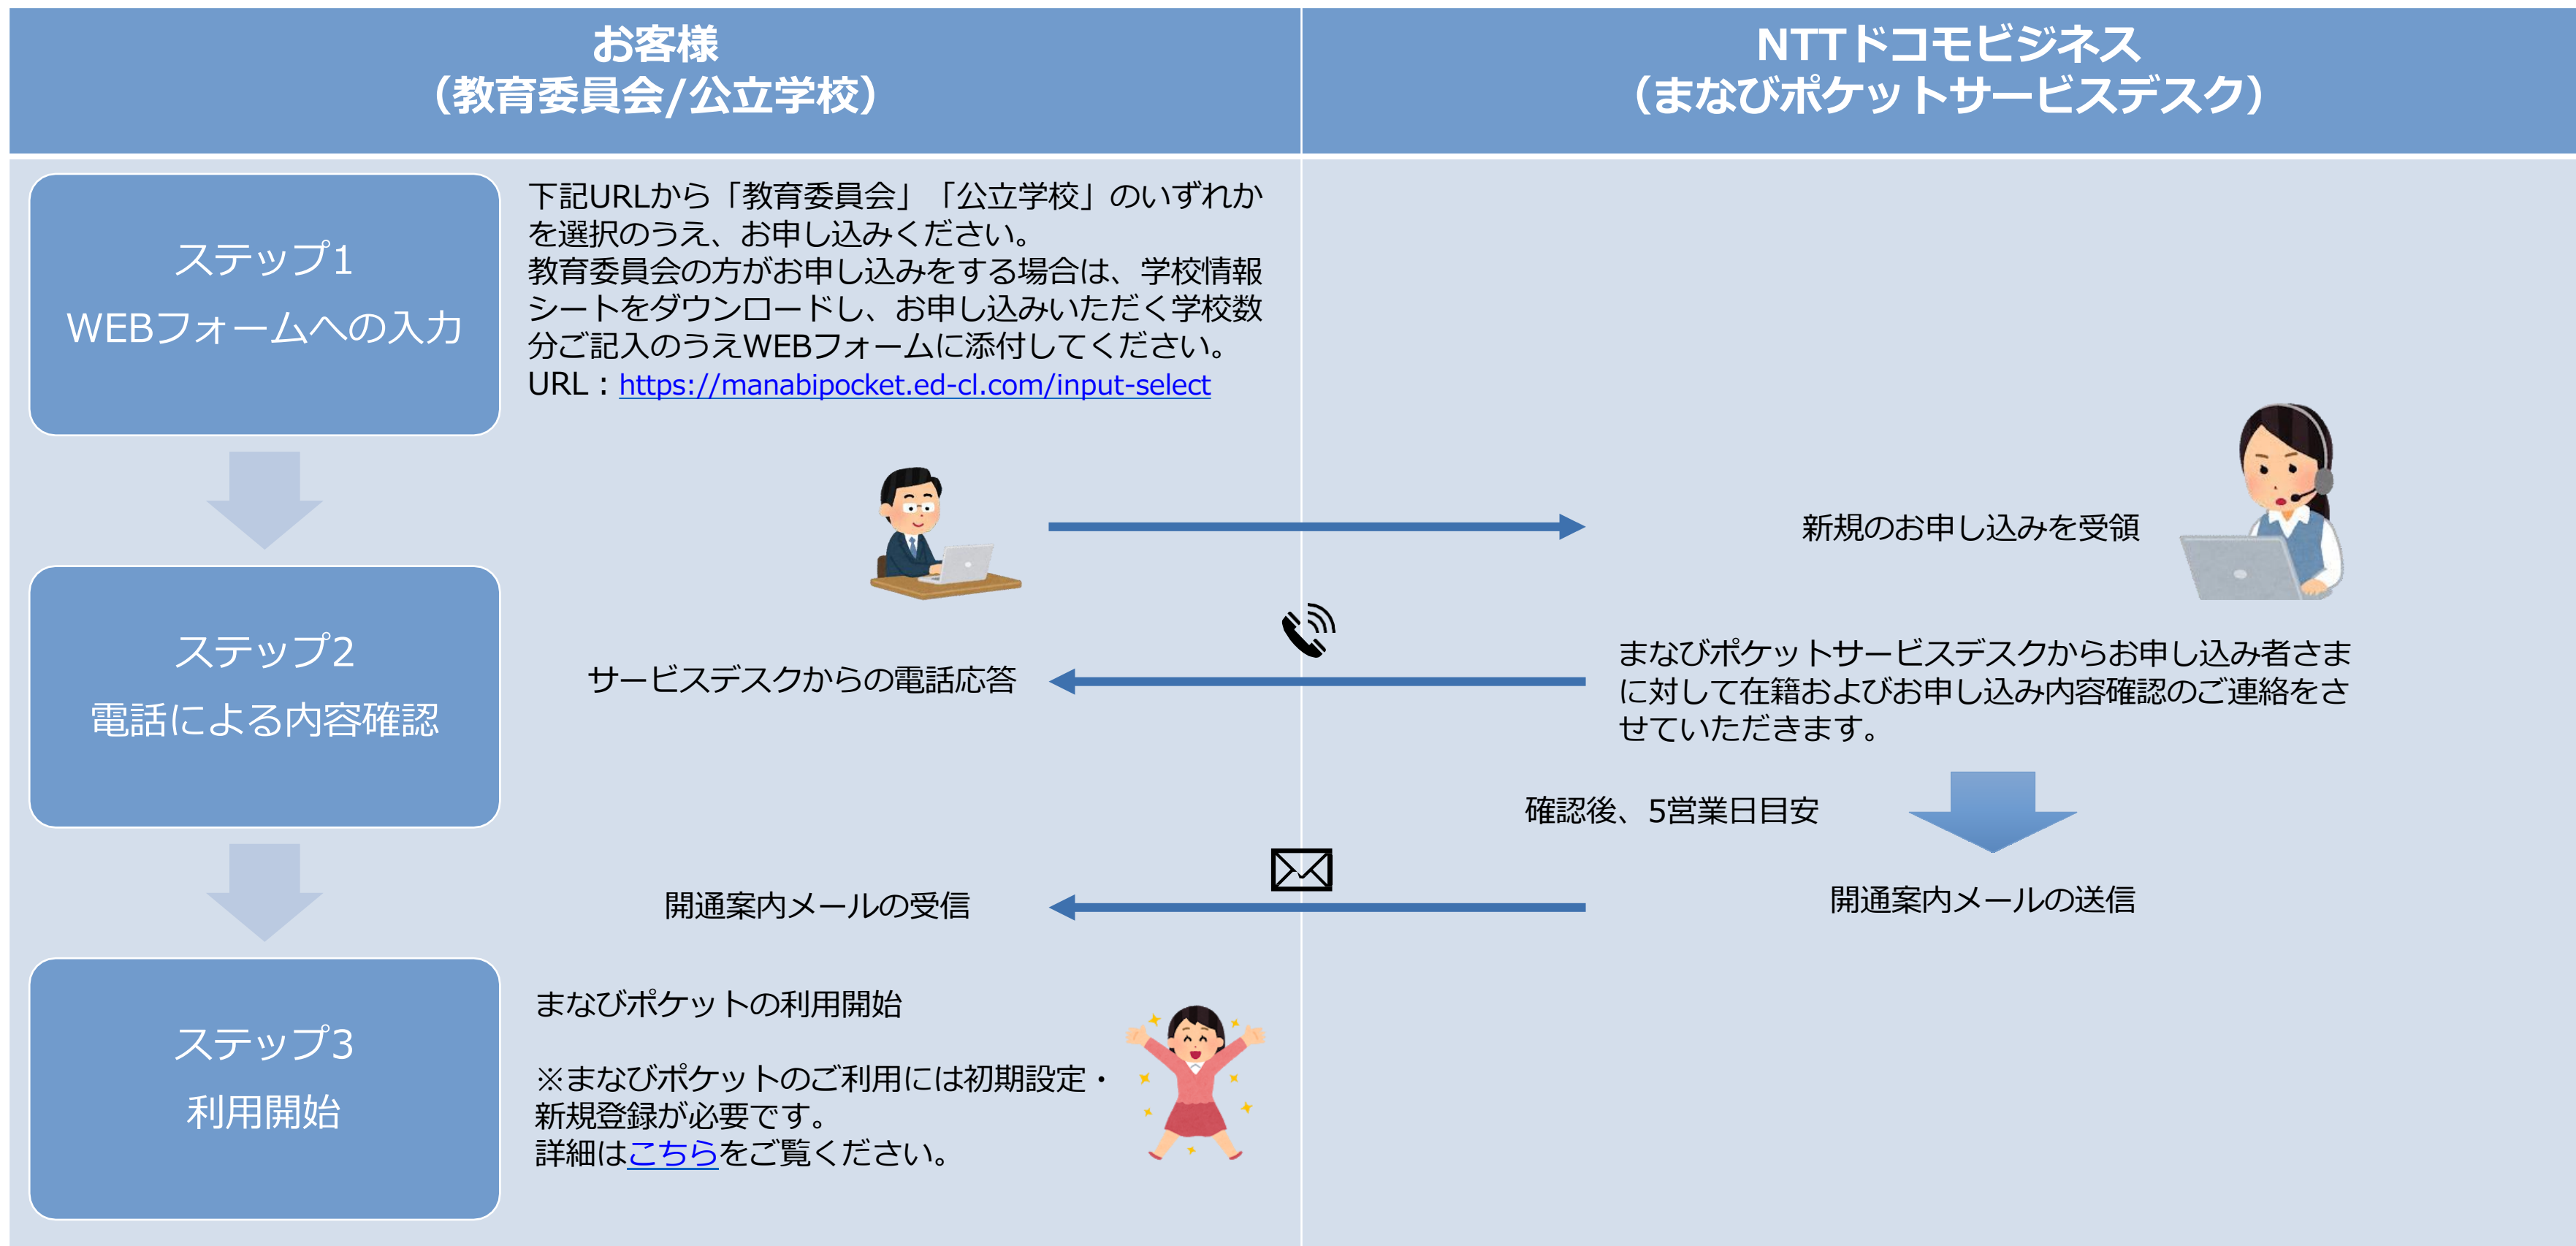 お客様
（教育委員会/公立学校）
NTTドコモビジネス
（まなびポケットサービスデスク）
ステップ1
WEBフォームへの入力
下記URLから「教育委員会」「公立学校」のいずれか
を選択のうえ、お申し込みください。
教育委員会の方がお申し込みをする場合は、学校情報
シートをダウンロードし、お申し込みいただく学校数
分ご記入のうえWEBフォームに添付してください。
URL：https://manabipocket.ed-cl.com/input-select
新規のお申し込みを受領
ステップ2
電話による内容確認
サービスデスクからの電話応答
まなびポケットサービスデスクからお申し込み者さま
に対して在籍およびお申し込み内容確認のご連絡をさ
せていただきます。
確認後、5営業日目安
開通案内メールの受信
開通案内メールの送信
ステップ3
利用開始
まなびポケットの利用開始
※まなびポケットのご利用には初期設定・
新規登録が必要です。
詳細はこちらをご覧ください。